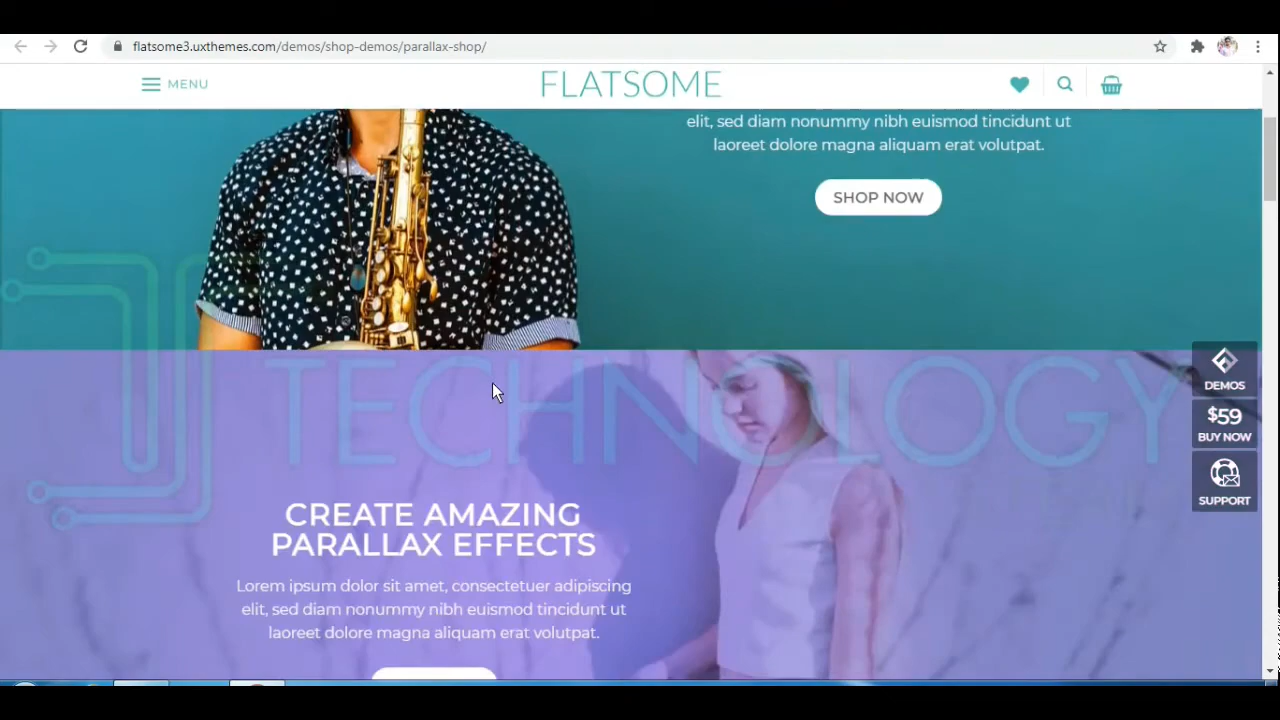 flatsome3.uxthemes.com/demos/shop-demos/parallax-shop/
MENU
FLATSOME
elit, sed diam nonummy nibh euismod tincidunt ut
laoreet dolore magna aliquam erat volutpat.
SHOP NOW
TECHNOLOGY
DEMOS
$59
BUY NOW
SUPPORT
CREATE AMAZING
PARALLAX EFFECTS
Lorem ipsum dolor sit amet, consectetuer adipiscing
elit, sed diam nonummy nibh euismod tincidunt ut
laoreet dolore magna aliquam erat volutpat.